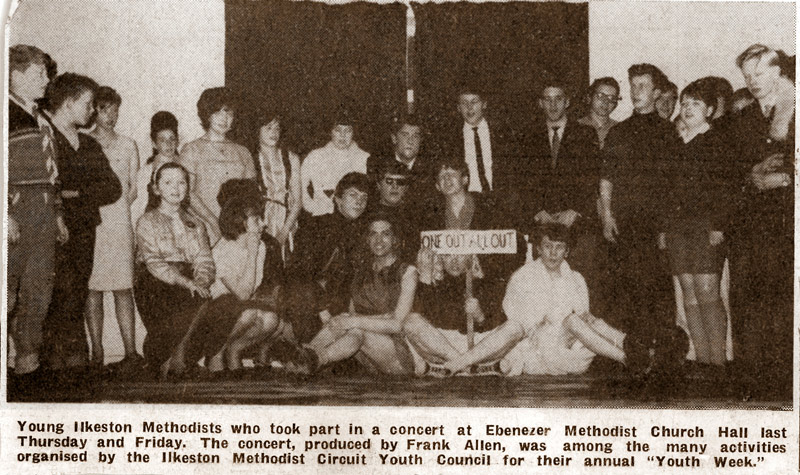 ONE OUT ALL OUT
Young Ilkeston Methodists who took part in a concert at Ebenezer Methodist Church Hall last
Thursday and Friday. The concert, produced by Frank Allen, was among the many activities
organised by the Ilkeston Methodist Circuit Youth Council for their annual "Youth Week."